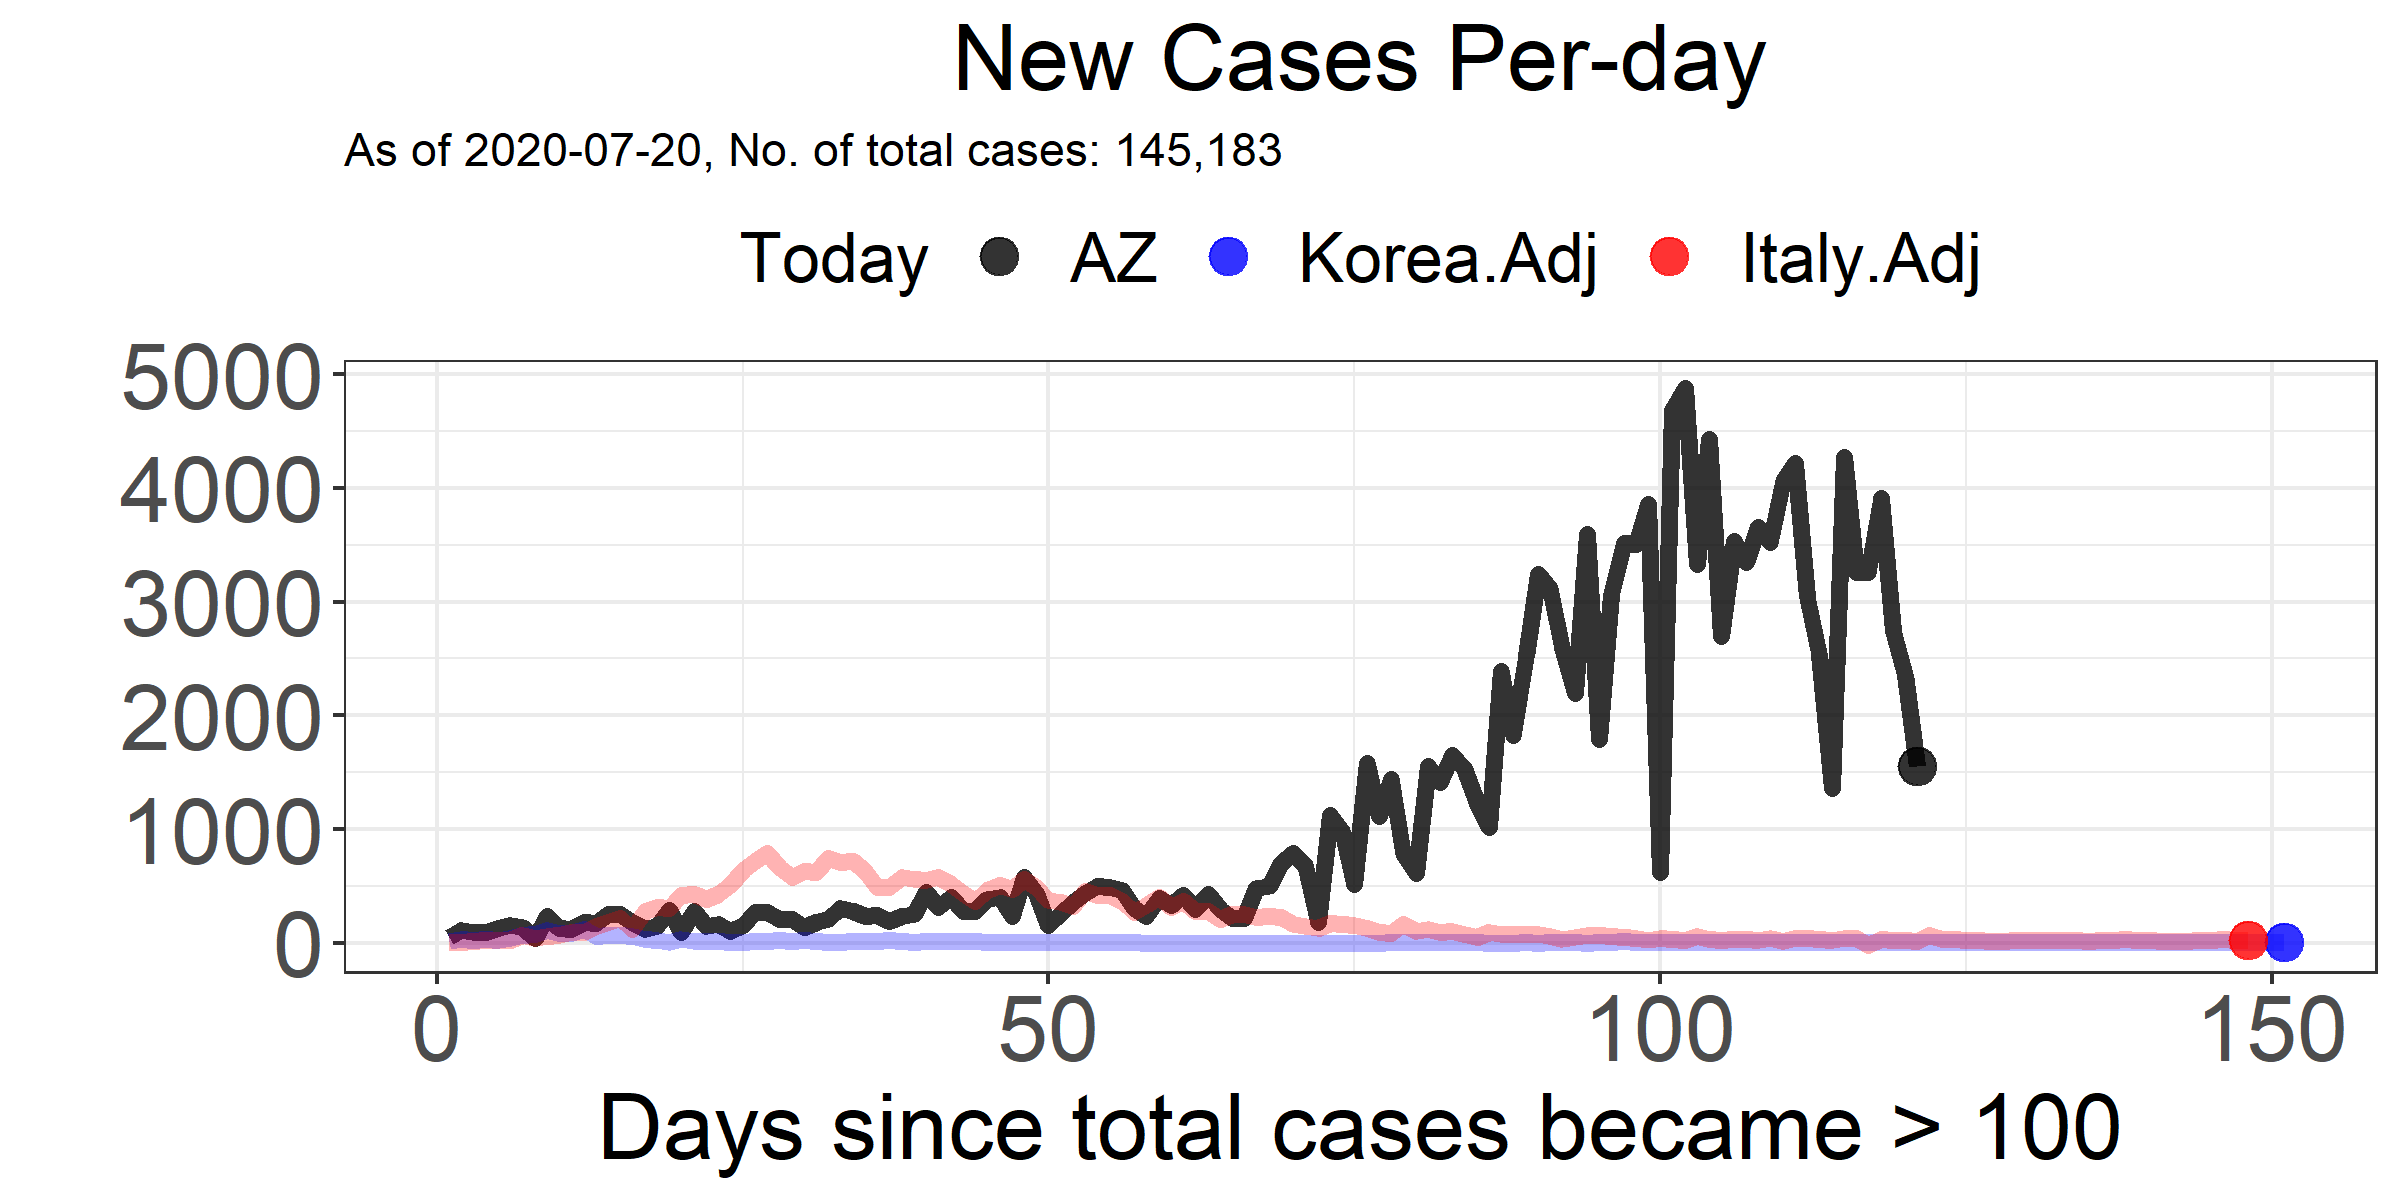 New Cases Per-day
As of 2020-07-20, No. of total cases: 145,183
Today AZ Korea.Adj Italy.Adj
5000
4000
3000
2000
1000
0
0 50 100 150
Days since total cases became > 100